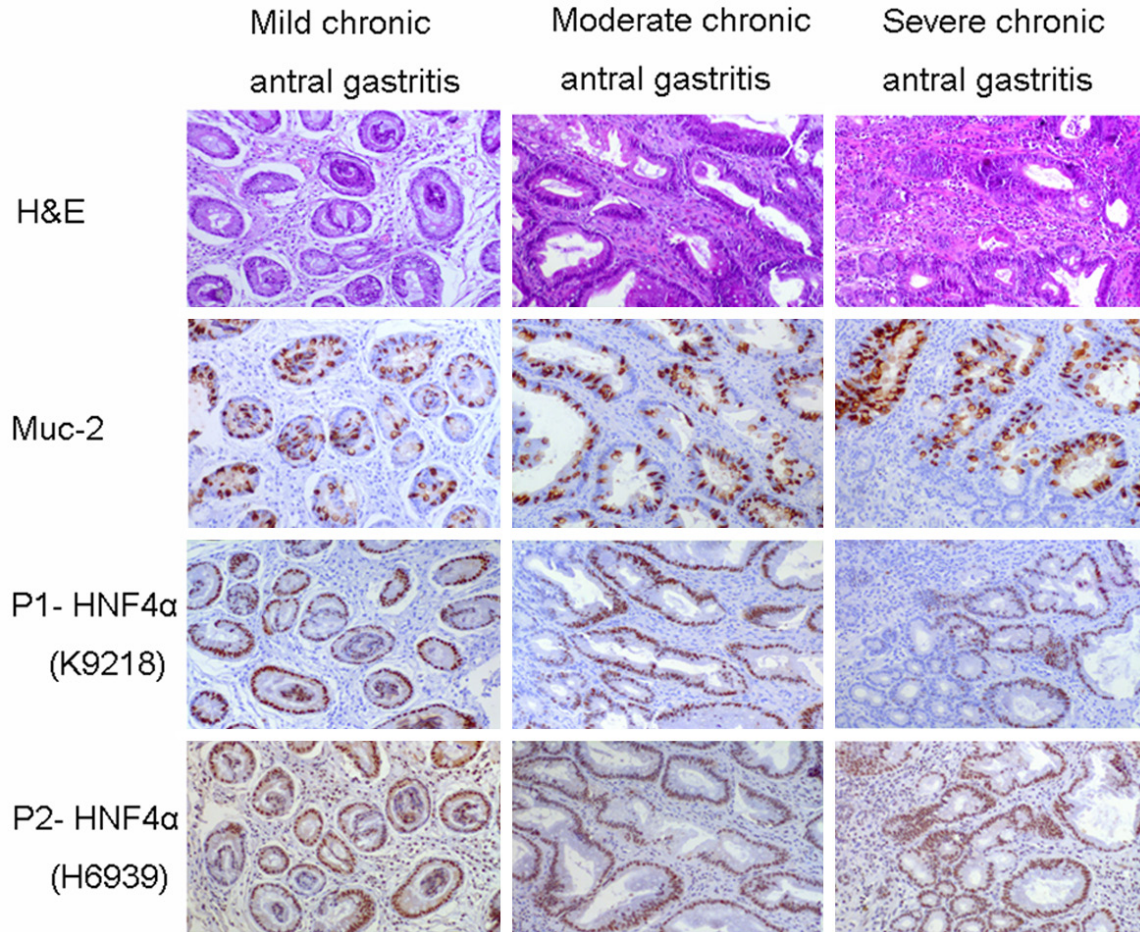 Mild chronic
antral gastritis
Moderate chronic
antral gastritis
Severe chronic
antral gastritis
H&E
Muc-2
P1- HNF4α
(K9218)
P2- HNF4α
(H6939)